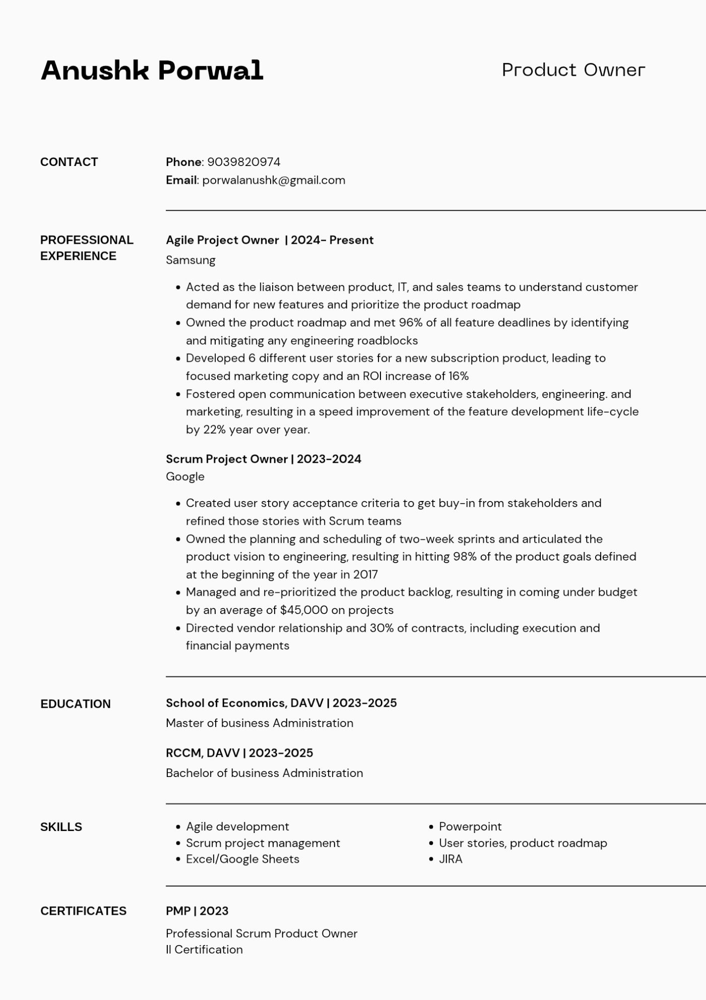 Anushk Porwal
Product Owner
CONTACT
Phone: 9039820974
Email: porwalanushk@gmail.com
PROFESSIONAL
EXPERIENCE
Agile Project Owner | 2024- Present
Samsung
• Acted as the liaison between product, IT, and sales teams to understand customer
demand for new features and prioritize the product roadmap
• Owned the product roadmap and met 96% of all feature deadlines by identifying
and mitigating any engineering roadblocks
• Developed 6 different user stories for a new subscription product, leading to
focused marketing copy and an ROI increase of 16%
• Fostered open communication between executive stakeholders, engineering. and
marketing, resulting in a speed improvement of the feature development life-cycle
by 22% year over year.
Scrum Project Owner | 2023-2024
Google
• Created user story acceptance criteria to get buy-in from stakeholders and
refined those stories with Scrum teams
• Owned the planning and scheduling of two-week sprints and articulated the
product vision to engineering, resulting in hitting 98% of the product goals defined
at the beginning of the year in 2017
• Managed and re-prioritized the product backlog, resulting in coming under budget
by an average of $45,000 on projects
• Directed vendor relationship and 30% of contracts, including execution and
financial payments
EDUCATION
School of Economics, DAVV | 2023-2025
Master of business Administration
RCCM, DAVV | 2023-2025
Bachelor of business Administration
SKILLS
• Agile development
• Scrum project management
• Excel/Google Sheets
• Powerpoint
• User stories, product roadmap
• JIRA
CERTIFICATES
PMP | 2023
Professional Scrum Product Owner
II Certification